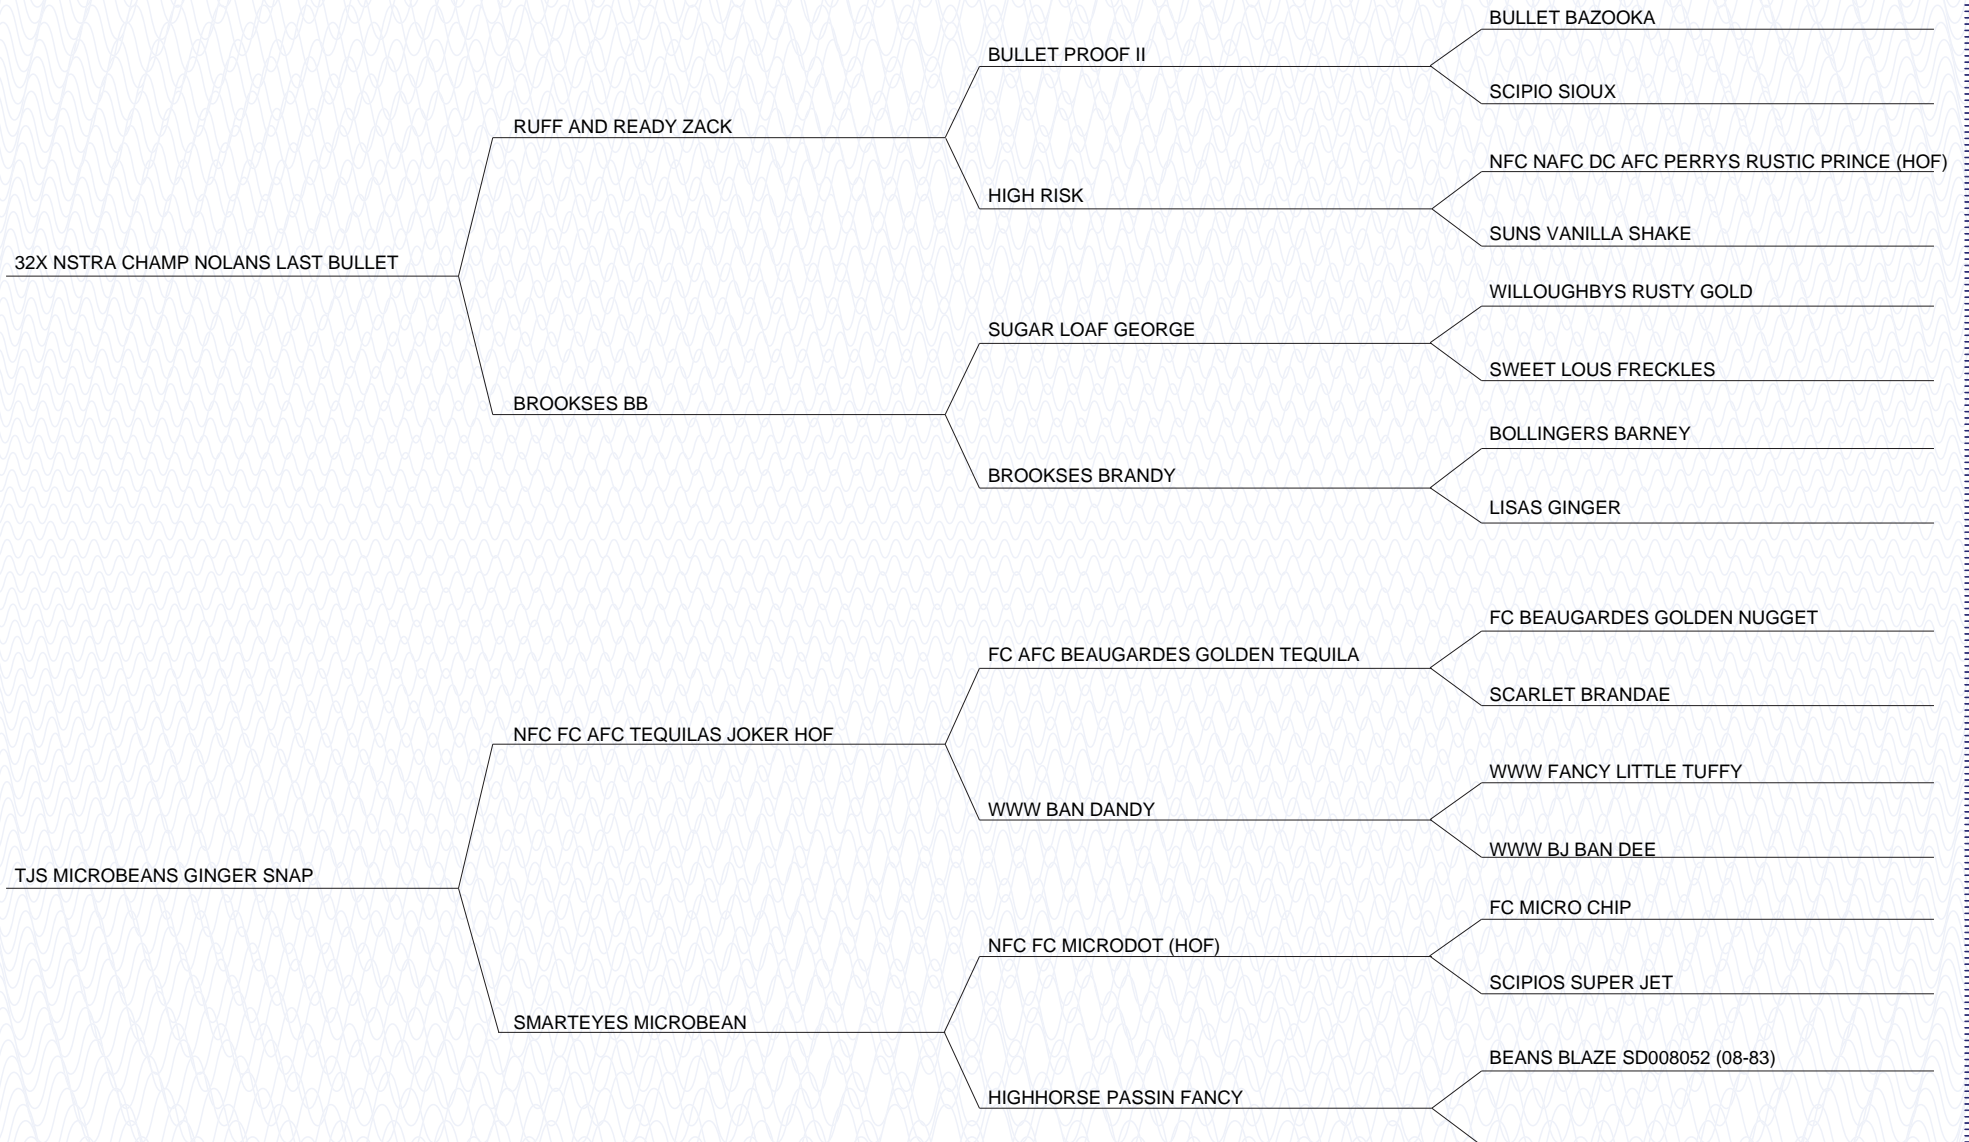 BULLET BAZOOKA
BULLET PROOF II
SCIPIO SIOUX
RUFF AND READY ZACK
NFC NAFC DC AFC PERRYS RUSTIC PRINCE (HOF)
HIGH RISK
SUNS VANILLA SHAKE
32X NSTRA CHAMP NOLANS LAST BULLET
WILLOUGHBYS RUSTY GOLD
SUGAR LOAF GEORGE
SWEET LOUS FRECKLES
BROOKSES BB
BOLLINGERS BARNEY
BROOKSES BRANDY
LISAS GINGER
FC BEAUGARDES GOLDEN NUGGET
FC AFC BEAUGARDES GOLDEN TEQUILA
SCARLET BRANDAE
NFC FC AFC TEQUILAS JOKER HOF
WWW FANCY LITTLE TUFFY
WWW BAN DANDY
WWW BJ BAN DEE
TJS MICROBEANS GINGER SNAP
FC MICRO CHIP
NFC FC MICRODOT (HOF)
SCIPIOS SUPER JET
SMARTEYES MICROBEAN
BEANS BLAZE SD008052 (08-83)
HIGHHORSE PASSIN FANCY